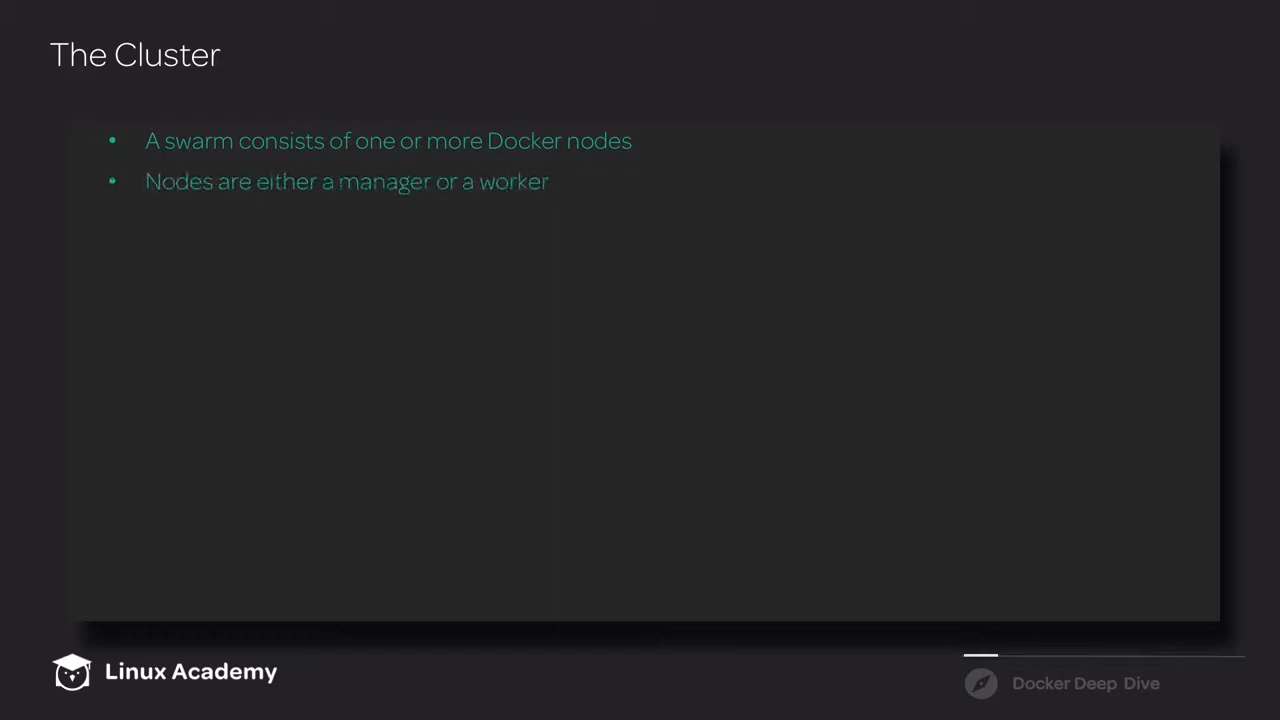 The Cluster
• A swarm consists of one or more Docker nodes
• Nodes are either a manager or a worker
Linux Academy
Docker Deep Dive